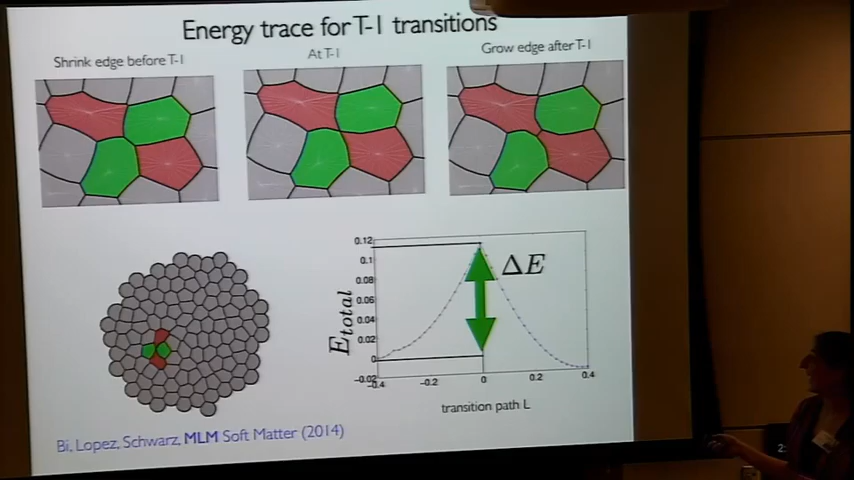 Energy trace for T-1 transitions
Shrink edge before T-1
At T-1
Grow edge after T-1
0.12
0.1
0.08
0.06
0.04
0.02
0
−0.02
E total
ΔE
−0.4
−0.2
0
0.2
0.4
transition path L
Bi, Lopez, Schwarz, MLM Soft Matter (2014)